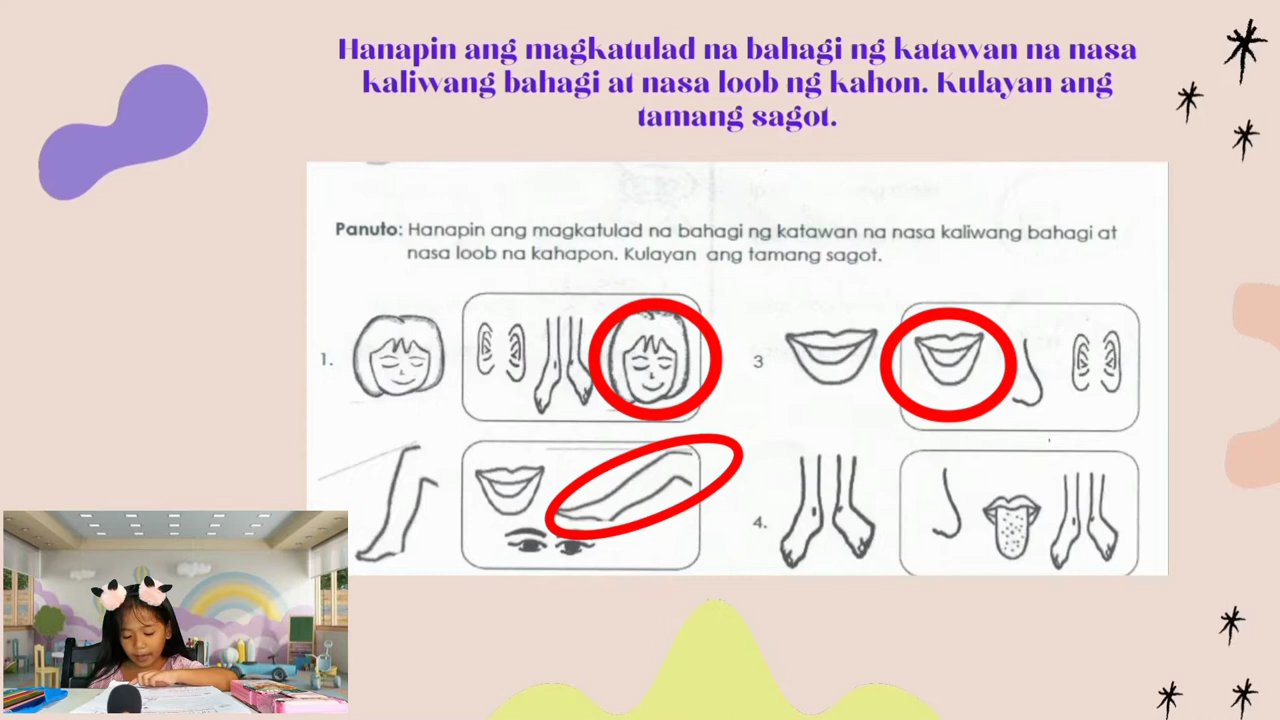 Hanapin ang magkatulad na bahagi ng katawan na nasa
kaliwang bahagi at nasa loob ng kahon. Kulayan ang
tamang sagot.
Panuto: Hanapin ang magkatulad na bahagi ng katawan na nasa kaliwang bahagi at
nasa loob na kahapon. Kulayan ang tamang sagot.
1.
3
4.